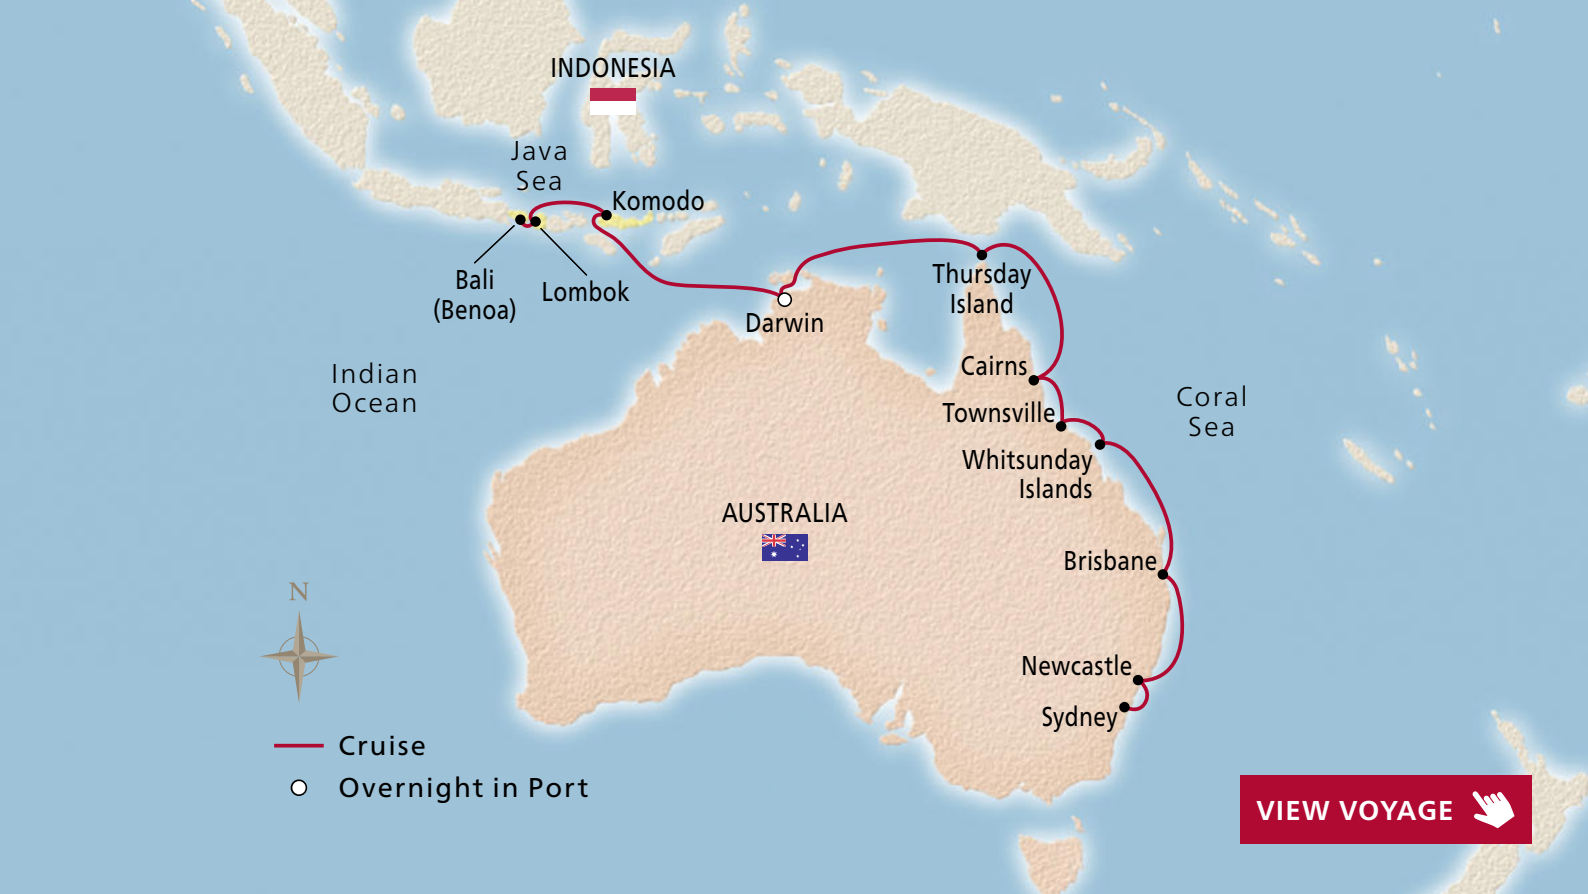 INDONESIA
Java
Sea
Komodo
Bali
(Benoa)
Lombok
Thursday
Island
Darwin
Indian
Ocean
Cairns
Coral
Sea
Townsville
Whitsunday
Islands
AUSTRALIA
Brisbane
N
Newcastle
Sydney
Cruise
Overnight in Port
VIEW VOYAGE